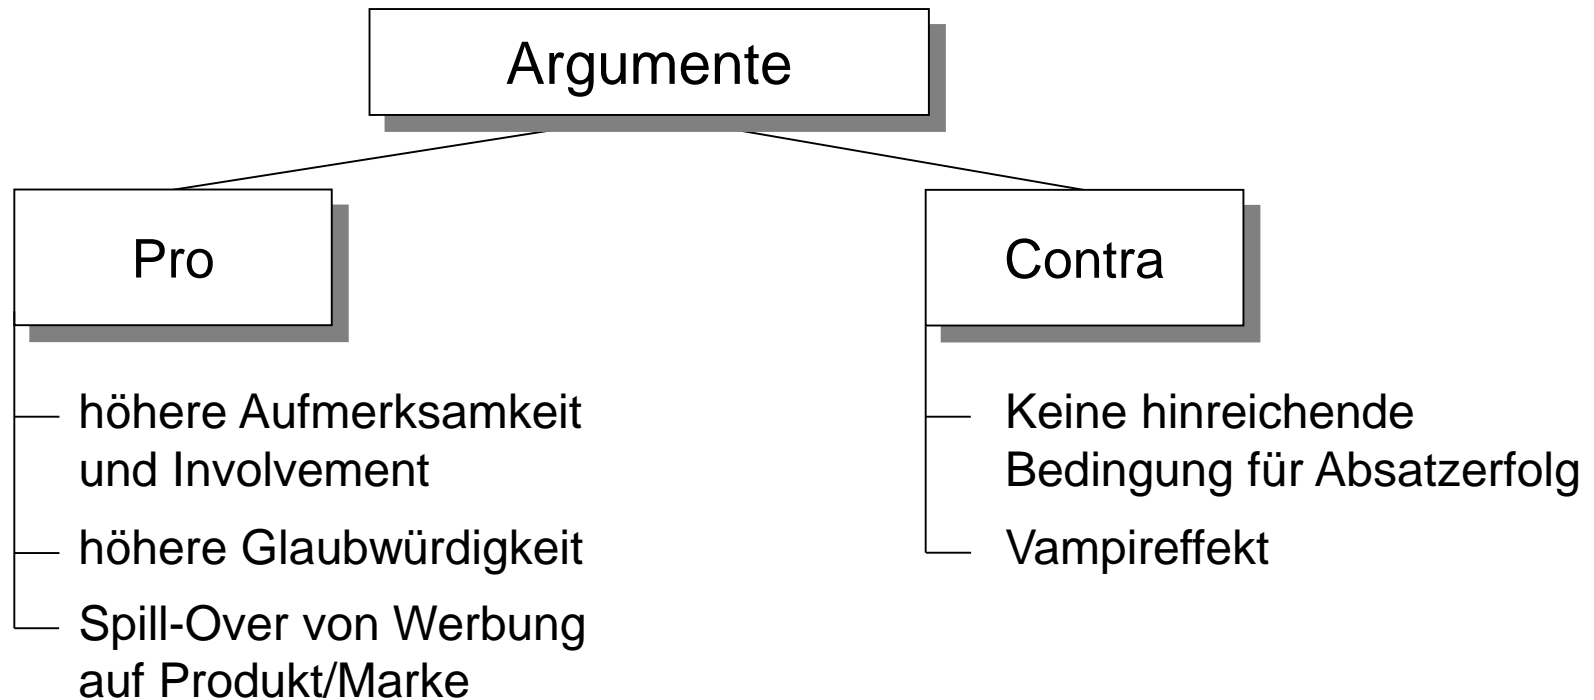 Argumente
Pro
höhere Aufmerksamkeit
und Involvement
höhere Glaubwürdigkeit
Spill-Over von Werbung
auf Produkt/Marke
Contra
Keine hinreichende
Bedingung für Absatzerfolg
Vampireffekt